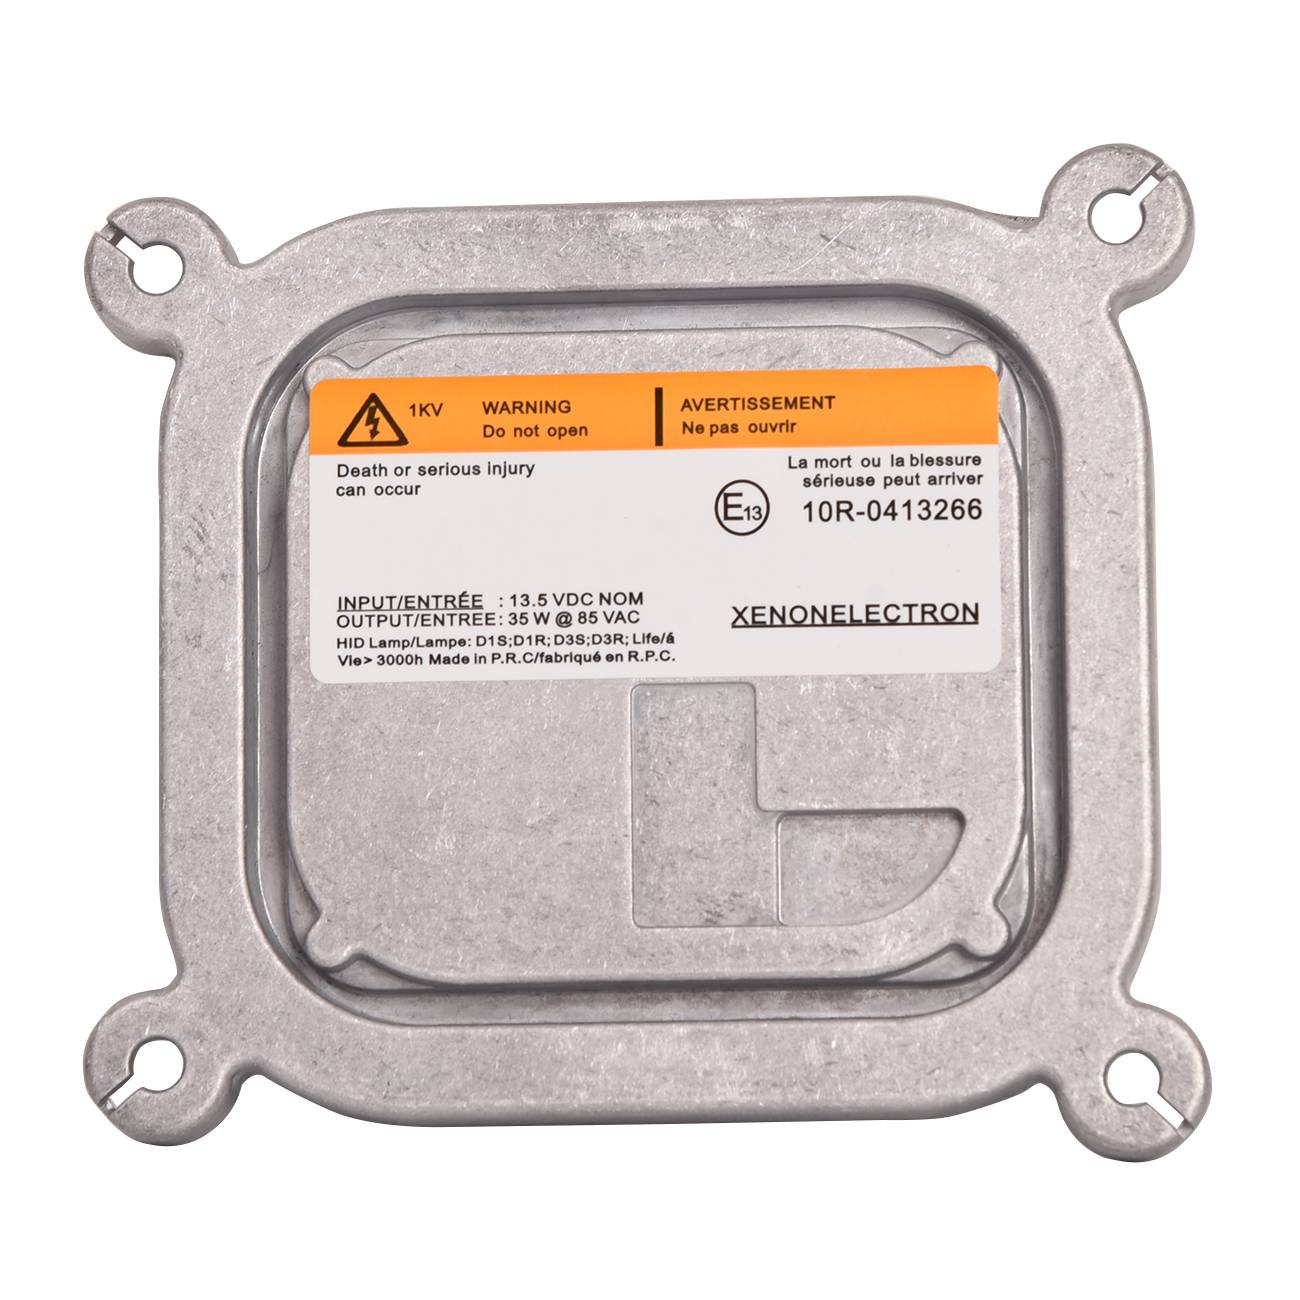 1KV WARNING AVERTISSEMENT
Do not open Ne pas ouvrir
Death or serious injury
can occur
La mort ou la blessure
sérieuse peut arriver
E13 10R-0413266
INPUT/ENTRÉE : 13.5 VDC NOM
OUTPUT/ENTREE: 35 W @ 85 VAC
XENONELECTRON
HID Lamp/Lampe: D1S;D1R; D3S;D3R; Life/á
Vie> 3000h Made in P.R.C/fabriqué en R.P.C.